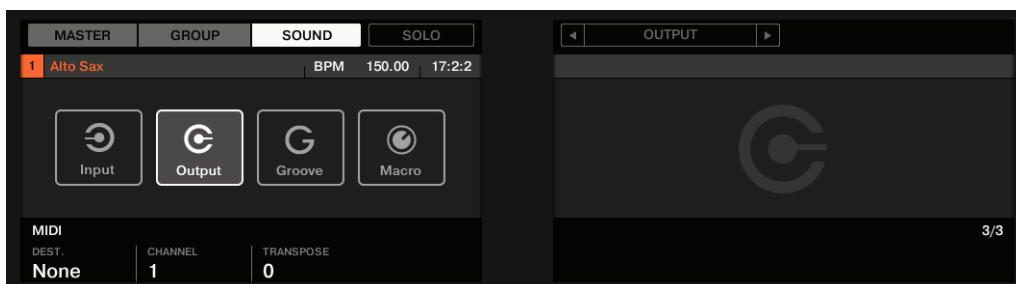 MASTER GROUP SOUND SOLO
OUTPUT
1 Alto Sax BPM 150.00 17:2:2
Input Output Groove Macro
MIDI
3/3
DEST. CHANNEL TRANSPOSE
None 1 0